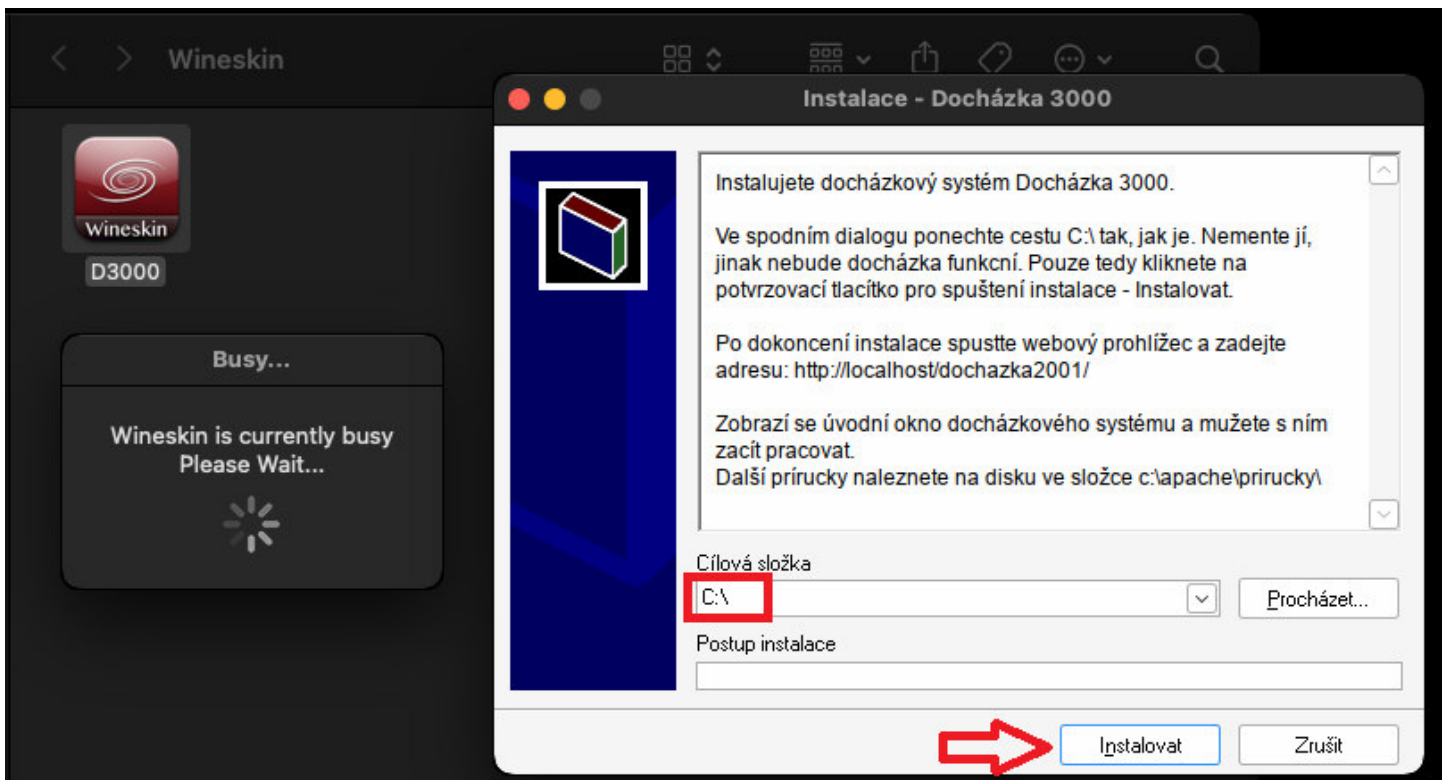 Wineskin
Instalace - Docházka 3000
Wineskin
D3000
Busy...
Wineskin is currently busy
Please Wait...
Instalujete docházkový systém Docházka 3000.
Ve spodním dialogu ponechte cestu C:\ tak, jak je. Nemente jí,
jinak nebude docházka funkcní. Pouze tedy kliknete na
potvrzovací tlacítko pro spuštení instalace - Instalovat.
Po dokoncení instalace spustte webový prohlížec a zadejte
adresu: http://localhost/dochazka2001/
Zobrazí se úvodní okno docházkového systému a mužete s ním
zacít pracovat.
Další prírucky naleznete na disku ve složce c:\apache\prirucky\
Cílová složka
C:\
Procházet...
Postup instalace
Instalovat
Zrušit